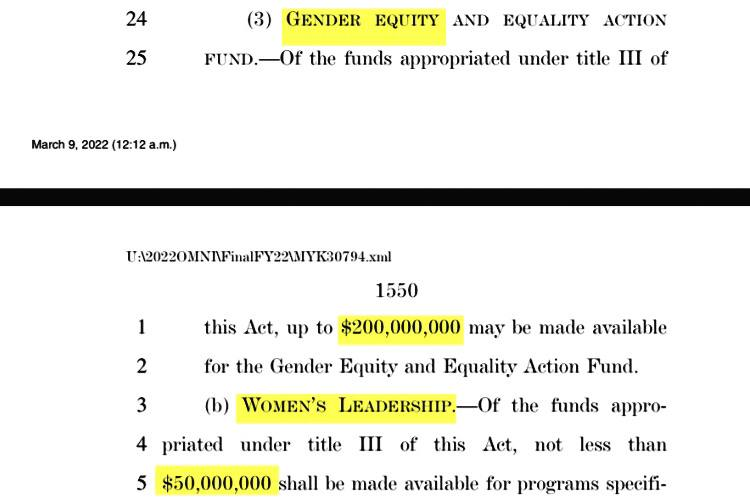 24 (3) GENDER EQUITY AND EQUALITY ACTION
25 FUND.—Of the funds appropriated under title III of
March 9, 2022 (12:12 a.m.)
U:\2022OMNI\FinalFY22\MYK30794.xml
1550
1 this Act, up to $200,000,000 may be made available
2 for the Gender Equity and Equality Action Fund.
3 (b) WOMEN'S LEADERSHIP.—Of the funds appro-
4 priated under title III of this Act, not less than
5 $50,000,000 shall be made available for programs specifi-